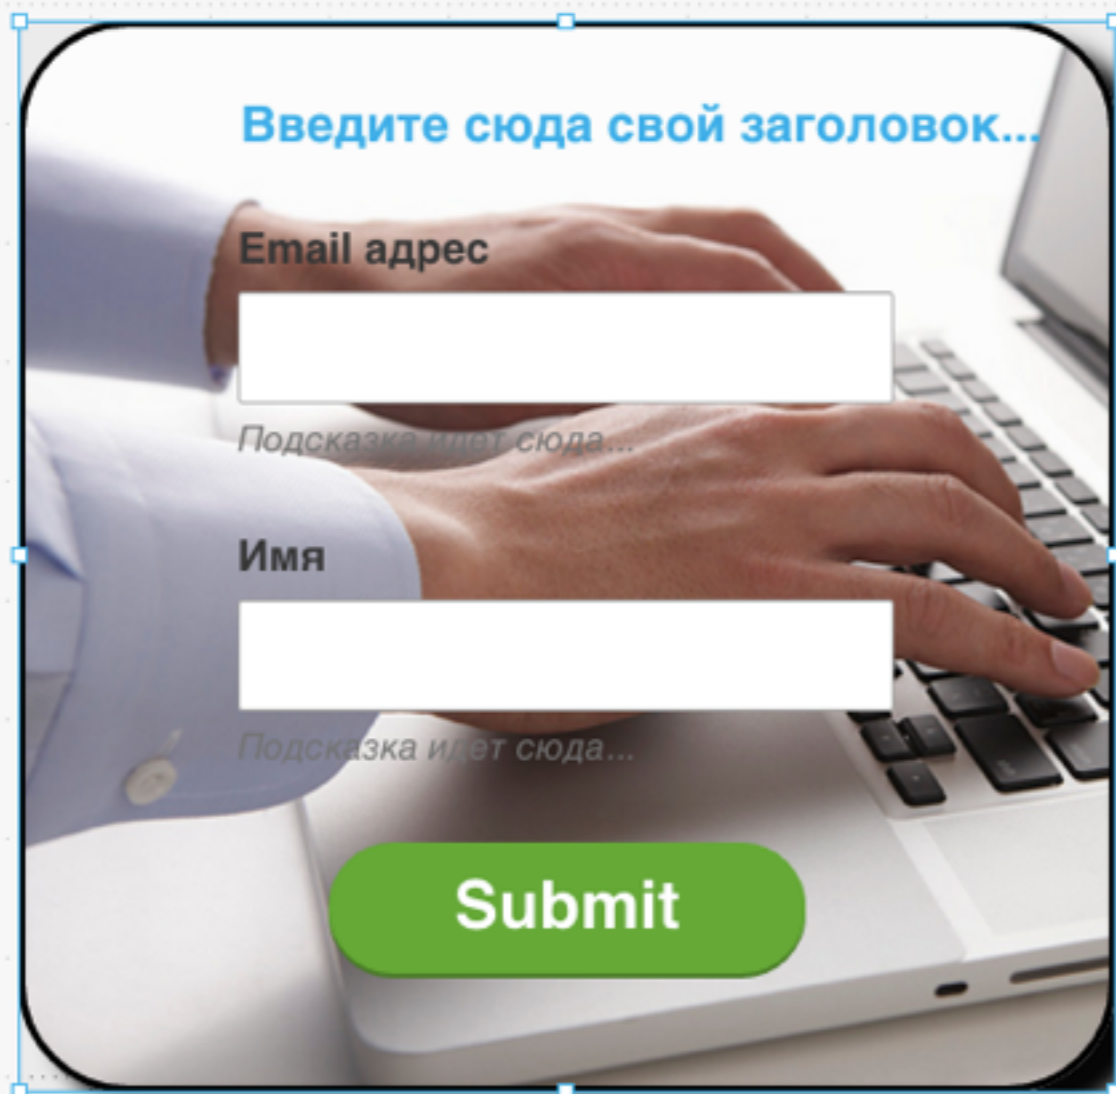 Введите сюда свой заголовок...
Email адрес
Подсказка идет сюда...
Имя
Подсказка идет сюда...
Submit